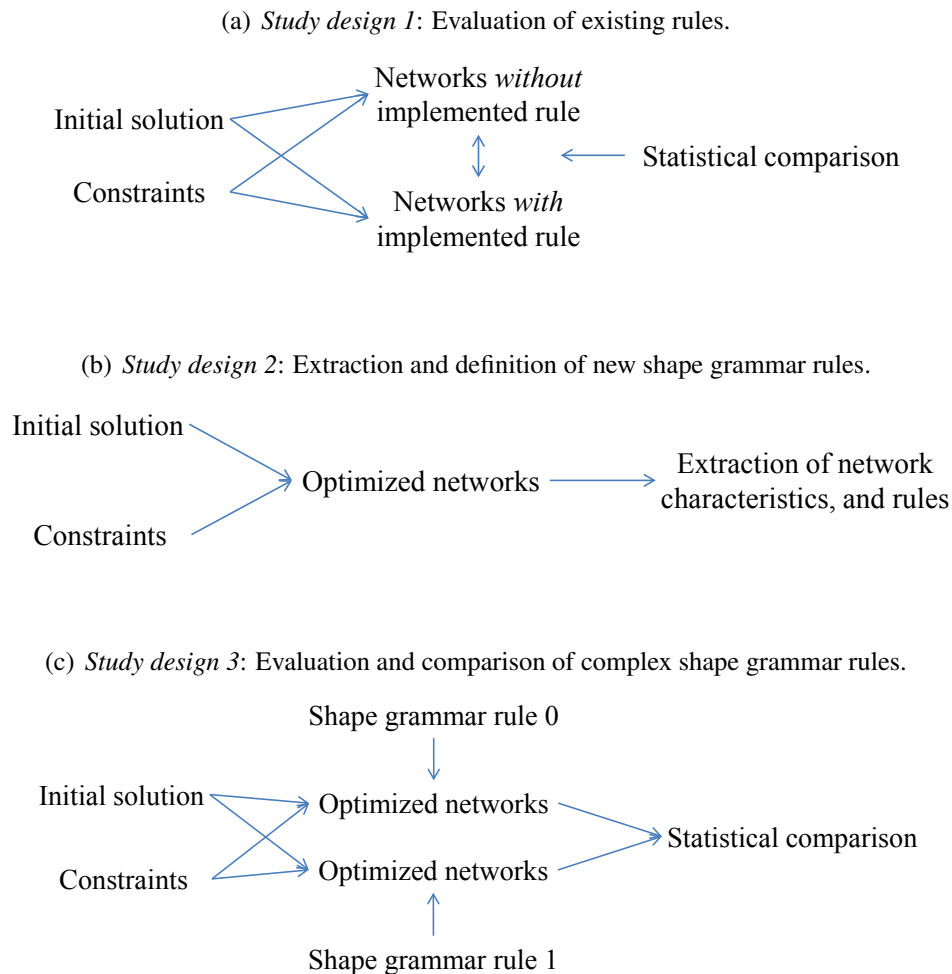 (a) Study design 1: Evaluation of existing rules.
Networks without
implemented rule
Initial solution
Constraints
Statistical comparison
Networks with
implemented rule
(b) Study design 2: Extraction and definition of new shape grammar rules.
Initial solution
Constraints
Optimized networks
Extraction of network
characteristics, and rules
(c) Study design 3: Evaluation and comparison of complex shape grammar rules.
Shape grammar rule 0
Initial solution
Constraints
Optimized networks
Optimized networks
Statistical comparison
Shape grammar rule 1